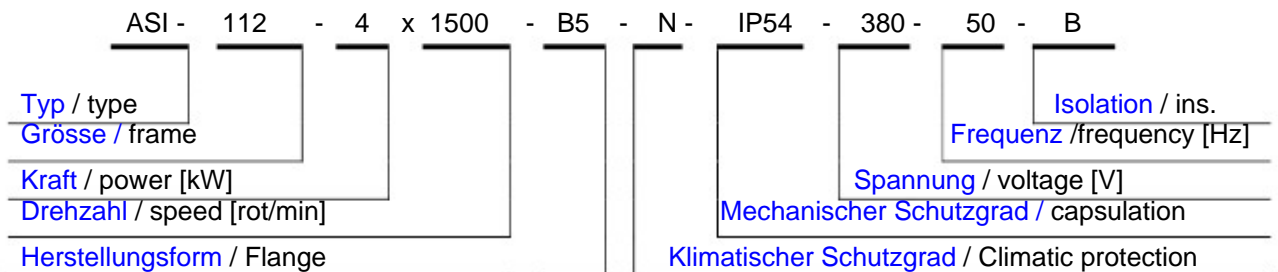 ASI - 112 - 4 x 1500 - B5 - N - IP54 - 380 - 50 - B
Typ / type
Isolation / ins.
Grösse / frame
Frequenz /frequency [Hz]
Kraft / power [kW]
Spannung / voltage [V]
Drehzahl / speed [rot/min]
Mechanischer Schutzgrad / capsulation
Herstellungsform / Flange
Klimatischer Schutzgrad / Climatic protection